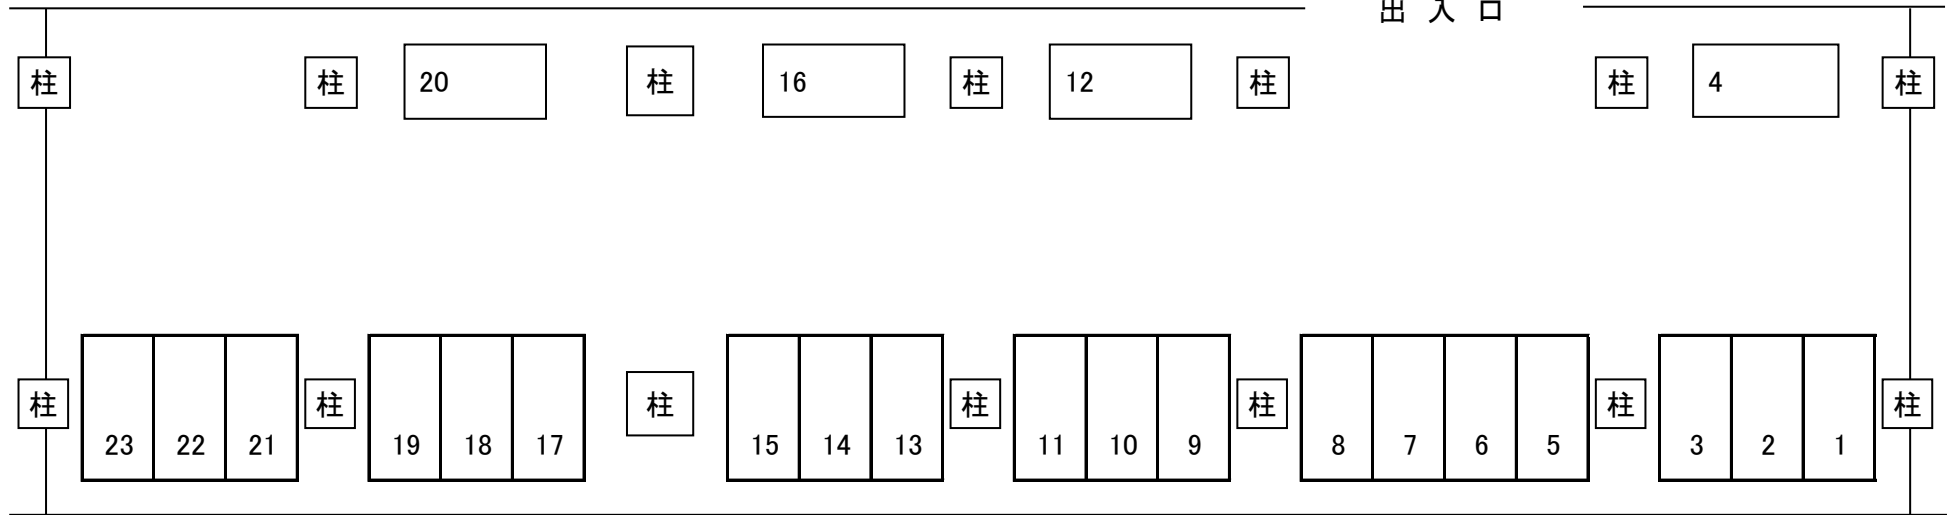 出 入 口
柱 柱 20 柱 16 柱 12 柱 柱 4 柱
柱 柱 柱 柱 柱 柱 柱
23 22 21 19 18 17 15 14 13 11 10 9 8 7 6 5 3 2 1